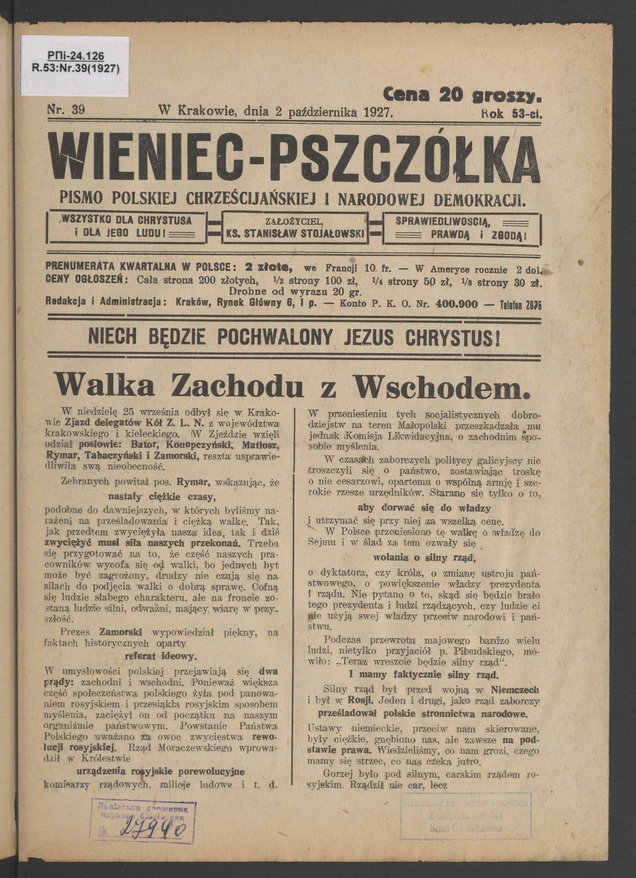 РПі-24.126
R.53:Nr.39(1927)
Cena 20 groszy.
Nr. 39
W Krakowie, dnia 2 października 1927.
Rok 53-ci.
WIENIEC-PSZCZÓŁKA
PISMO POLSKIEJ CHRZEŚCIJAŃSKIEJ I NARODOWEJ DEMOKRACJI.
WSZYSTKO DLA CHRYSTUSA
i DLA JEGO LUDU!
ZAŁOŻYCIEL
KS. STANISŁAW STOJAŁOWSKI
SPRAWIEDLIWOŚCIĄ,
PRAWDĄ i ZGODĄ!
PRENUMERATA KWARTALNA W POLSCE: 2 złote, we Francji 10. fr. — W Ameryce rocznie 2 dol.
CENY OGŁOSZEŃ: Cała strona 200 złotych, 1/2 strony 100 zł, 1/4 strony 50 zł, 1/8 strony 30 zł.
Drobne od wyrazu 20 gr.
Redakcja i Administracja: Kraków, Rynek Główny 6, I p. — Konto P. K. O. Nr. 400.900 — Telefon 2076
NIECH BĘDZIE POCHWALONY JEZUS CHRYSTUS!
Walka Zachodu z Wschodem.
W niedzielę 25 września odbył się w Krako-
wie Zjazd delegatów Kół Z. L. N. z województwa
krakowskiego i kieleckiego. W Zjeździe wzięli
udział posłowie: Bator, Konopczyński, Matłosz,
Rymar, Tabaczyński i Zamorski, reszta usprawie-
dliwiła swą nieobecność.
Zebranych powitał pos. Rymar, wskazując, że
nastały ciężkie czasy,
podobne do dawniejszych, w których byliśmy na-
rażeni na prześladowania i ciężką walkę. Tak,
jak przedtem zwyciężyła nasza idea, tak i dziś
zwyciężyć musi siła naszych przekonań. Trzeba
się przygotować na to, że część naszych pra-
cowników wycofa się od walki, bo jednych byt
może być zagrożony, drudzy nie czują się na
siłach do podjęcia walki o dobrą sprawę. Cofną
się ludzie słabego charakteru, ale na froncie zo-
staną ludzie silni, odważni, mający wiarę w przy-
szłość.
Prezes Zamorski wypowiedział piękny, na
faktach historycznych oparty
referat ideowy.
W umysłowości polskiej przejawiają się dwa
prądy: zachodni i wschodni. Ponieważ większa
część społeczeństwa polskiego żyła pod panowa-
niem rosyjskiem i przesiąkła rosyjskim sposobem
myślenia, zaciężył on od początku na naszym
organizmie państwowym. Powstanie Państwa
Polskiego uważano za owoc zwycięstwa rewo-
lucji rosyjskiej. Rząd Moraczewskiego wprowa-
dził w Królestwie
urządzenia rosyjskie porewolucyjne
komisarzy rządowych, milicje ludowe i t. d.
W przeniesieniu tych socjalistycznych dobro-
dziejstw na teren Małopolski przeszkadzała mu
jednak Komisja Likwidacyjna, o zachodnim spo-
sobie myślenia.
W czasach zaborczych politycy galicyjscy nie
troszczyli się o państwo, zostawiając troskę
o nie cesarzowi, opartemu o wspólną armję i sze-
rokie rzesze urzędników. Starano się tylko o to,
aby dorwać się do władzy
i utrzymać się przy niej za wszelką cenę.
W Polsce przeniesiono tę walkę o władzę do
Sejmu i w ślad za tem ozwały się
wołania o silny rząd,
o dyktatora, czy króla, o zmianę ustroju pań-
stwowego, o powiększenie władzy prezydenta
i rządu. Nie pytano o to, skąd się będzie brało
tego prezydenta i ludzi rządzących, czy ludzie ci
nie użyją swej władzy przeciw narodowi i pań-
stwu.
Podczas przewrotu majowego bardzo wielu
ludzi, nietylko przyjaciół p. Piłsudskiego, mó-
wiło: „Teraz wreszcie będzie silny rząd".
I mamy faktycznie silny rząd.
Silny rząd był przed wojną w Niemczech
i był w Rosji. Jeden i drugi, jako rząd zaborczy
prześladował polskie stronnictwa narodowe.
Ustawy niemieckie, przeciw nam skierowane,
były ciężkie, gnębiono nas, ale zawsze na pod-
stawie prawa. Wiedzieliśmy, co nam grozi, czego
mamy się strzec, co nas czeka jutro.
Gorzej było pod silnym, carskim rządem ro-
syjskim. Rządził nie car, lecz
27940